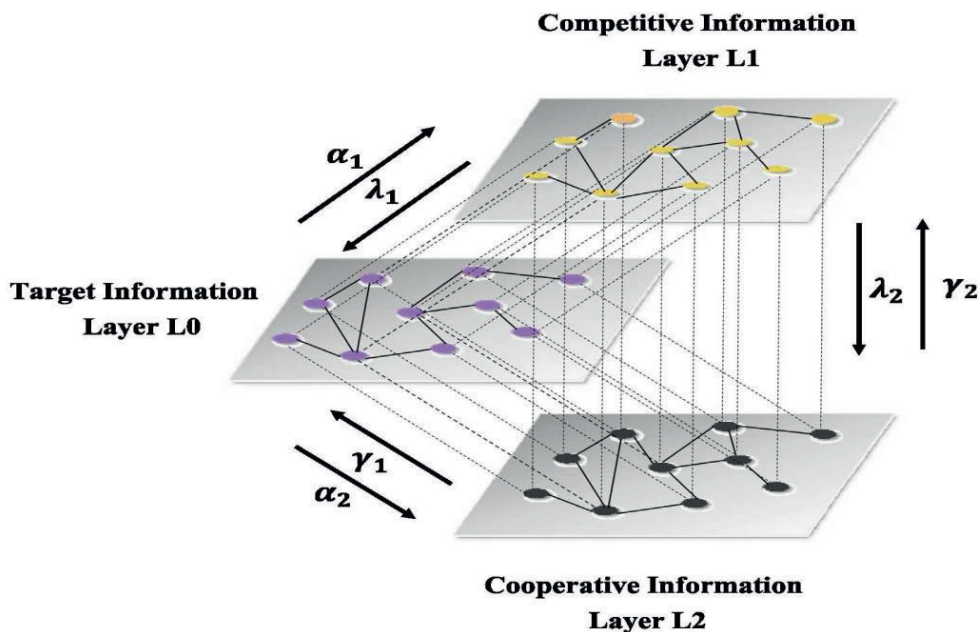 Competitive Information
Layer L1
α₁
λ₁
Target Information
Layer L0
λ₂
γ₂
γ₁
α₂
Cooperative Information
Layer L2